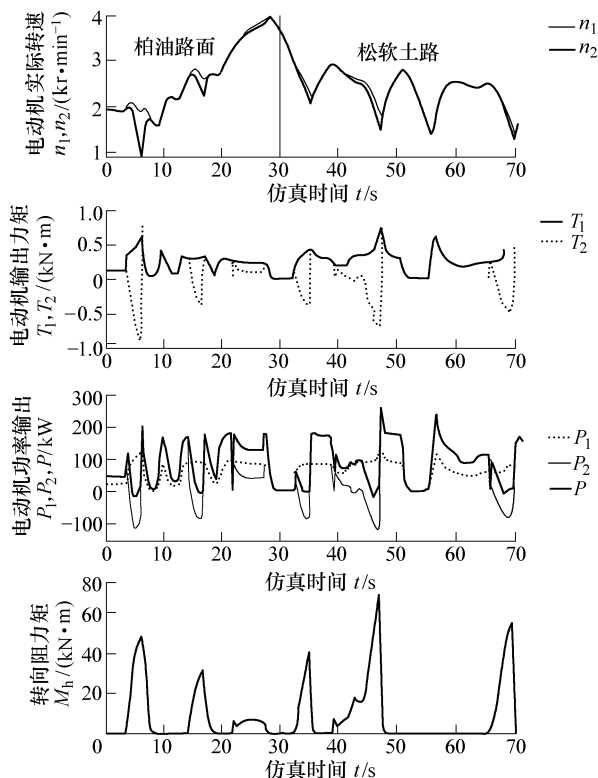 4
3
2
1
电动机实际转速
n₁,n₂/(kr•min⁻¹)
柏油路面
松软土路
n₁
n₂
0 10 20 30 40 50 60 70
仿真时间 t/s
1.0
0.5
0
−0.5
−1.0
电动机输出力矩
T₁,T₂/(kN•m)
T₁
T₂
0 10 20 30 40 50 60 70
仿真时间 t/s
300
200
100
0
−100
电动机功率输出
P₁,P₂,P/kW
P₁
P₂
P
0 10 20 30 40 50 60 70
仿真时间 t/s
80
60
40
20
转向阻力矩
Mₕ/(kN•m)
0 10 20 30 40 50 60 70
仿真时间 t/s